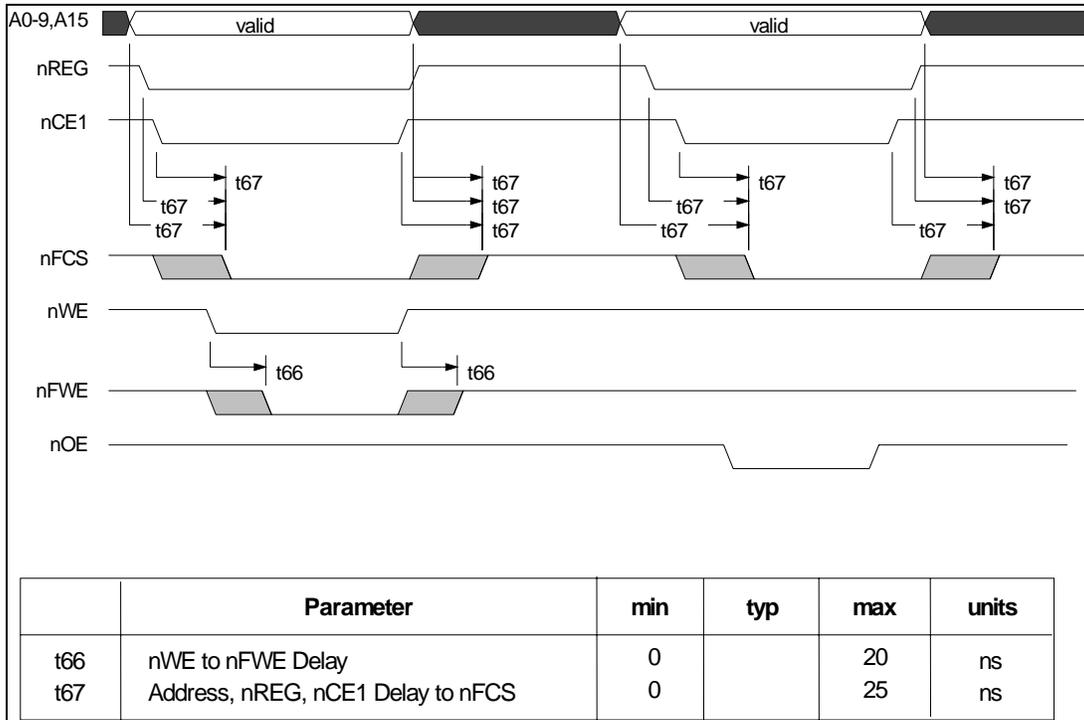 A0-9,A15 valid valid
nREG
nCE1
t67 t67 t67 t67
t67 t67 t67 t67
t67 t67 t67 t67
nFCS
nWE
t66 t66
nFWE
nOE
Parameter min typ max units
t66 nWE to nFWE Delay 0 20 ns
t67 Address, nREG, nCE1 Delay to nFCS 0 25 ns